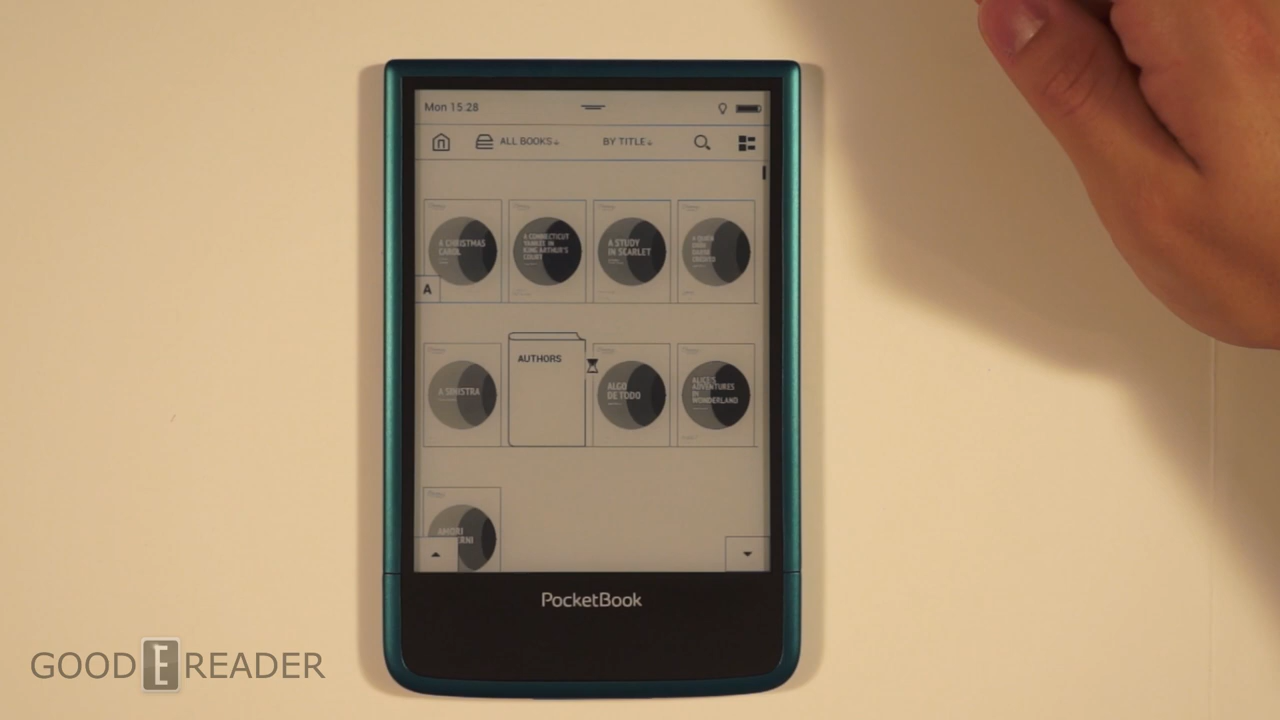 Mon 15:28
ALL BOOKS
BY TITLE
A CHRISTMAS
CAROL
A CONNECTICUT
YANKEE IN
KING ARTHUR'S
COURT
A STUDY
IN SCARLET
A
AUTHORS
ALGO
DE TODO
ALICE'S
ADVENTURES
IN
WONDERLAND
AMORI
PocketBook
GOOD E READER